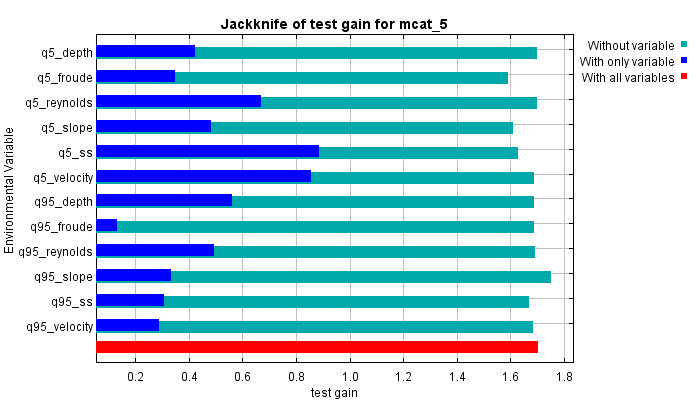 Jackknife of test gain for mcat_5
Without variable
With only variable
With all variables
Environmental Variable
q5_depth
q5_froude
q5_reynolds
q5_slope
q5_ss
q5_velocity
q95_depth
q95_froude
q95_reynolds
q95_slope
q95_ss
q95_velocity
0.2 0.4 0.6 0.8 1.0 1.2 1.4 1.6 1.8
test gain